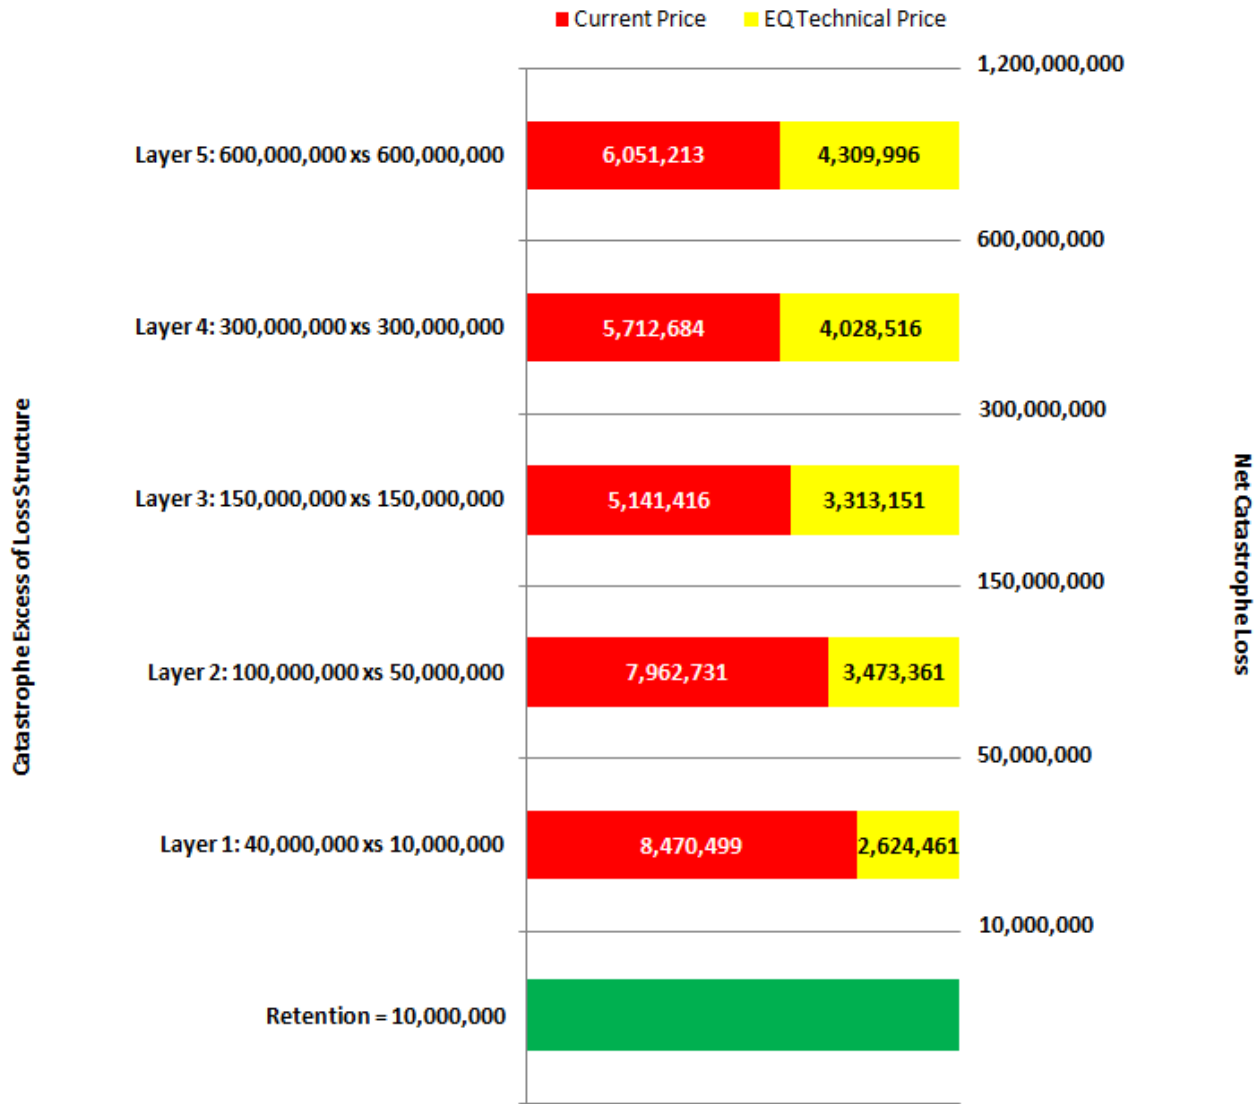 Current Price
EQ Technical Price
1,200,000,000
Layer 5: 600,000,000 xs 600,000,000
6,051,213
4,309,996
600,000,000
Layer 4: 300,000,000 xs 300,000,000
5,712,684
4,028,516
300,000,000
Layer 3: 150,000,000 xs 150,000,000
5,141,416
3,313,151
150,000,000
Layer 2: 100,000,000 xs 50,000,000
7,962,731
3,473,361
50,000,000
Layer 1: 40,000,000 xs 10,000,000
8,470,499
2,624,461
10,000,000
Retention = 10,000,000
Catastrophe Excess of Loss Structure
Net Catastrophe Loss